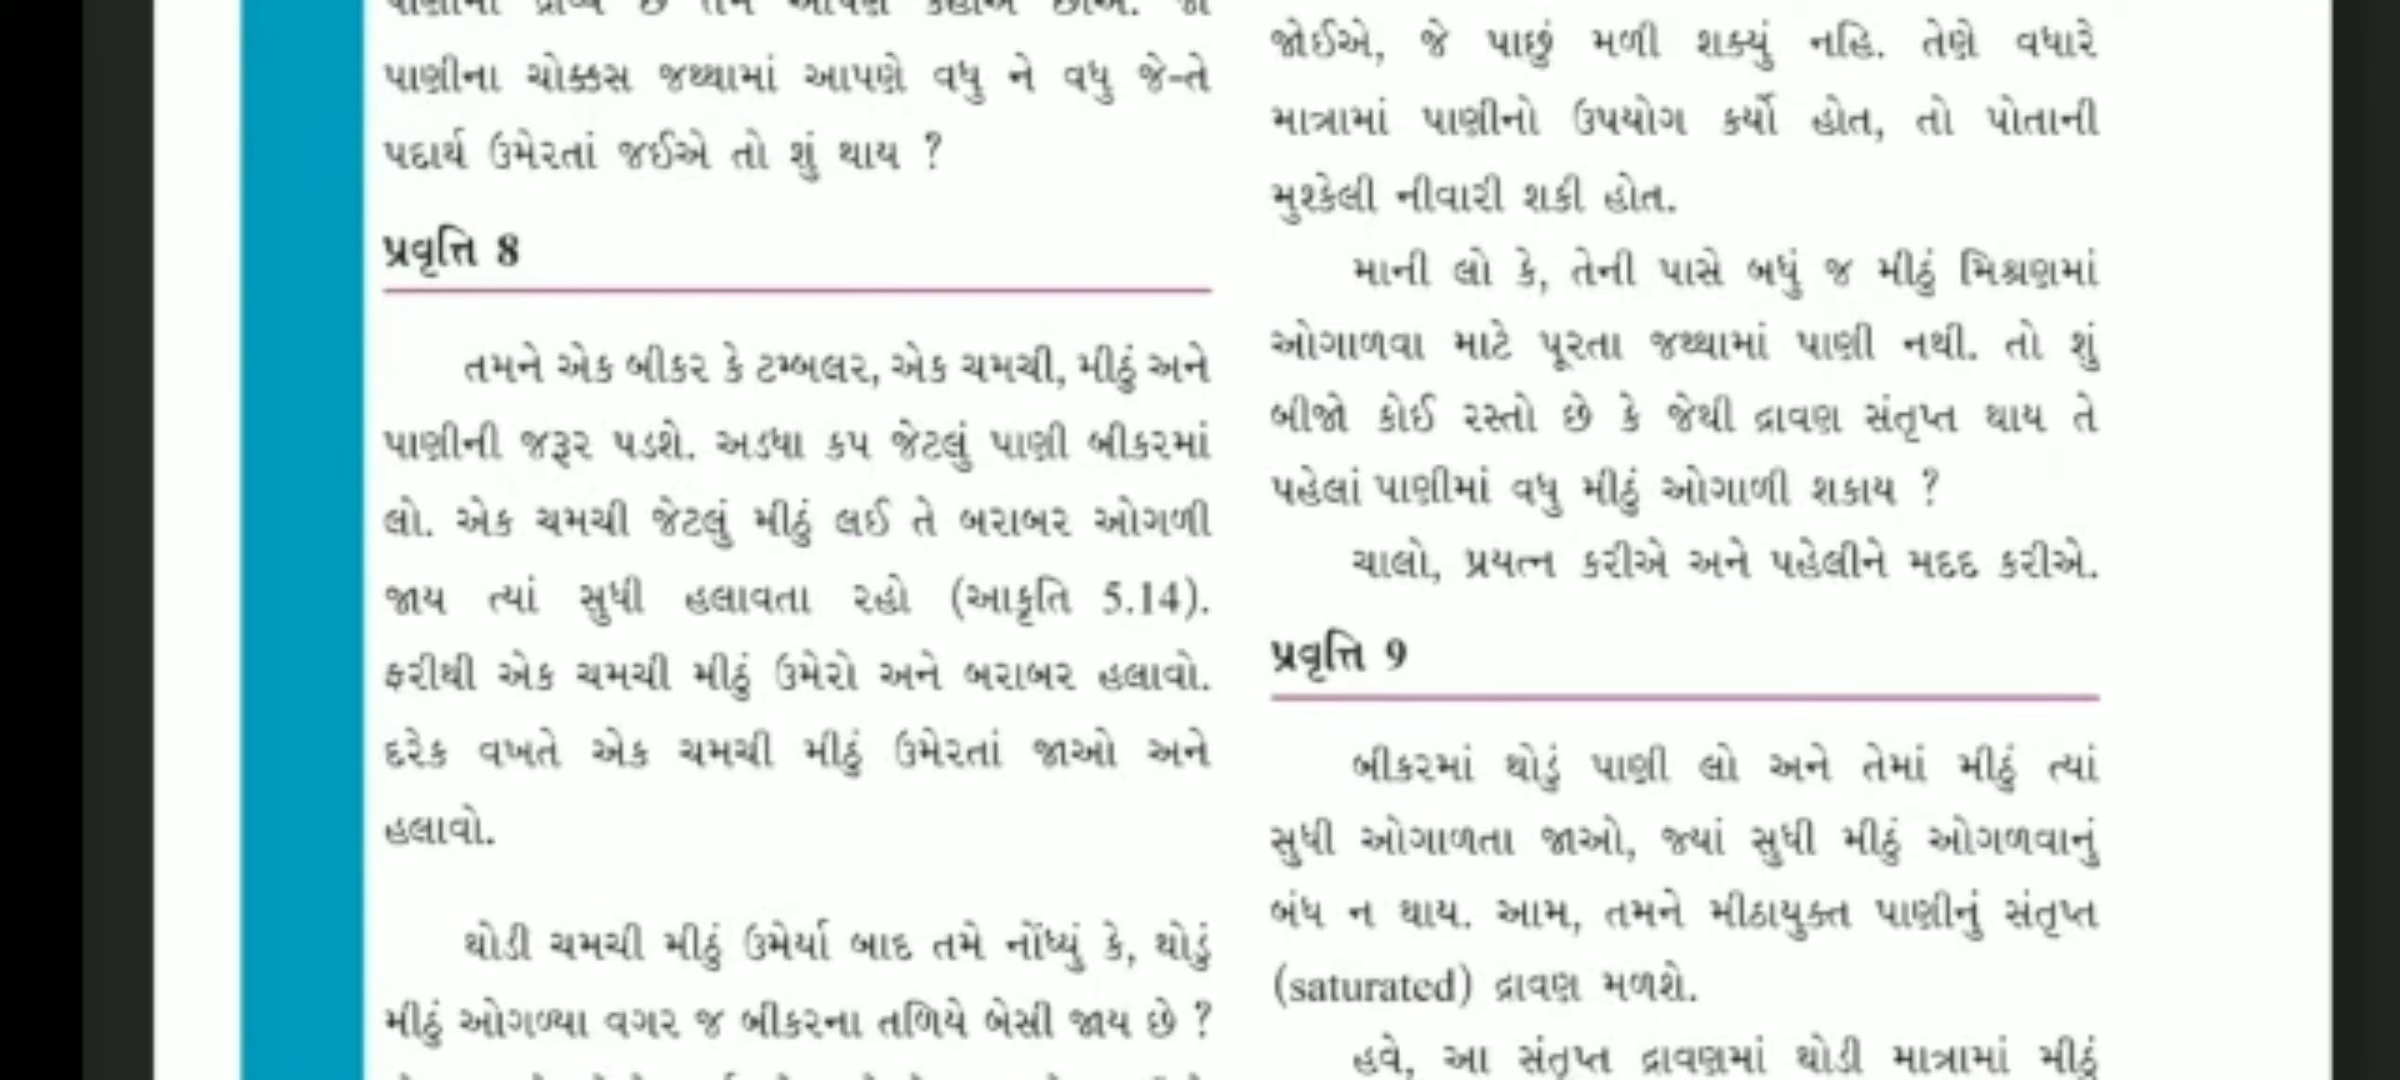 પાણીના ચોક્કસ જથ્થામાં આપણે વધુ ને વધુ જે-તે
પદાર્થ ઉમેરતાં જઈએ તો શું થાય ?
પ્રવૃત્તિ 8
તમને એક બીકર કે ટમ્બલર, એક ચમચી, મીઠું અને
પાણીની જરૂર પડશે. અડધા કપ જેટલું પાણી બીકરમાં
લો. એક ચમચી જેટલું મીઠું લઈ તે બરાબર ઓગળી
જાય ત્યાં સુધી હલાવતા રહો (આકૃતિ 5.14).
ફરીથી એક ચમચી મીઠું ઉમેરો અને બરાબર હલાવો.
દરેક વખતે એક ચમચી મીઠું ઉમેરતાં જાઓ અને
હલાવો.
થોડી ચમચી મીઠું ઉમેર્યા બાદ તમે નોંધ્યું કે, થોડું
મીઠું ઓગળ્યા વગર જ બીકરના તળિયે બેસી જાય છે ?
જોઈએ, જે પાછું મળી શક્યું નહિ. તેણે વધારે
માત્રામાં પાણીનો ઉપયોગ કર્યો હોત, તો પોતાની
મુશ્કેલી નીવારી શકી હોત.
માની લો કે, તેની પાસે બધું જ મીઠું મિશ્રણમાં
ઓગાળવા માટે પૂરતા જથ્થામાં પાણી નથી. તો શું
બીજો કોઈ રસ્તો છે કે જેથી દ્રાવણ સંતૃપ્ત થાય તે
પહેલાં પાણીમાં વધુ મીઠું ઓગાળી શકાય ?
ચાલો, પ્રયત્ન કરીએ અને પહેલીને મદદ કરીએ.
પ્રવૃત્તિ 9
બીકરમાં થોડું પાણી લો અને તેમાં મીઠું ત્યાં
સુધી ઓગાળતા જાઓ, જ્યાં સુધી મીઠું ઓગળવાનું
બંધ ન થાય. આમ, તમને મીઠાયુક્ત પાણીનું સંતૃપ્ત
(saturated) દ્રાવણ મળશે.
હવે, આ સંતૃપ્ત દ્રાવણમાં થોડી માત્રામાં મીઠું